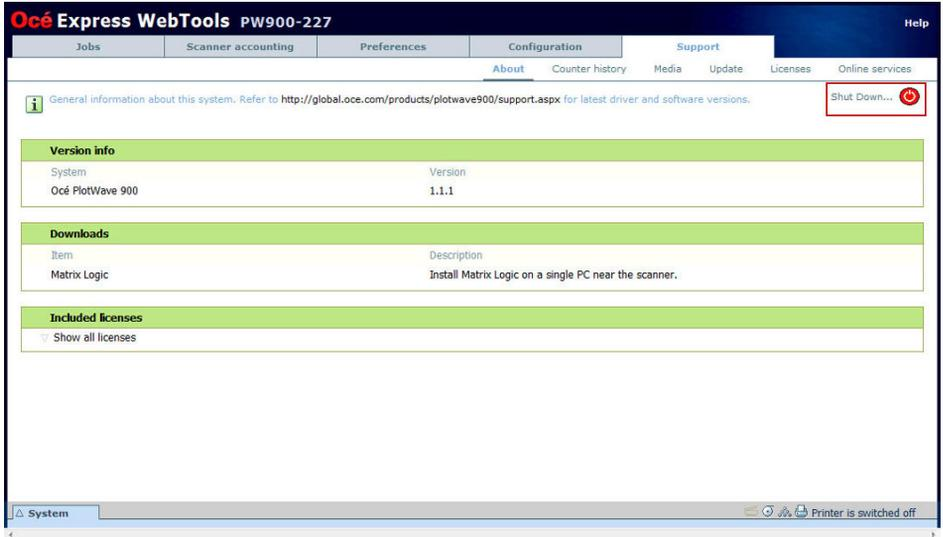 Océ Express WebTools PW900-227
Help
Jobs Scanner accounting Preferences Configuration Support
About Counter history Media Update Licenses Online services
General information about this system. Refer to http://global.oce.com/products/plotwave900/support.aspx for latest driver and software versions.
Shut Down...
Version info
System Version
Océ PlotWave 900 1.1.1
Downloads
Item Description
Matrix Logic Install Matrix Logic on a single PC near the scanner.
Included licenses
Show all licenses
System Printer is switched off